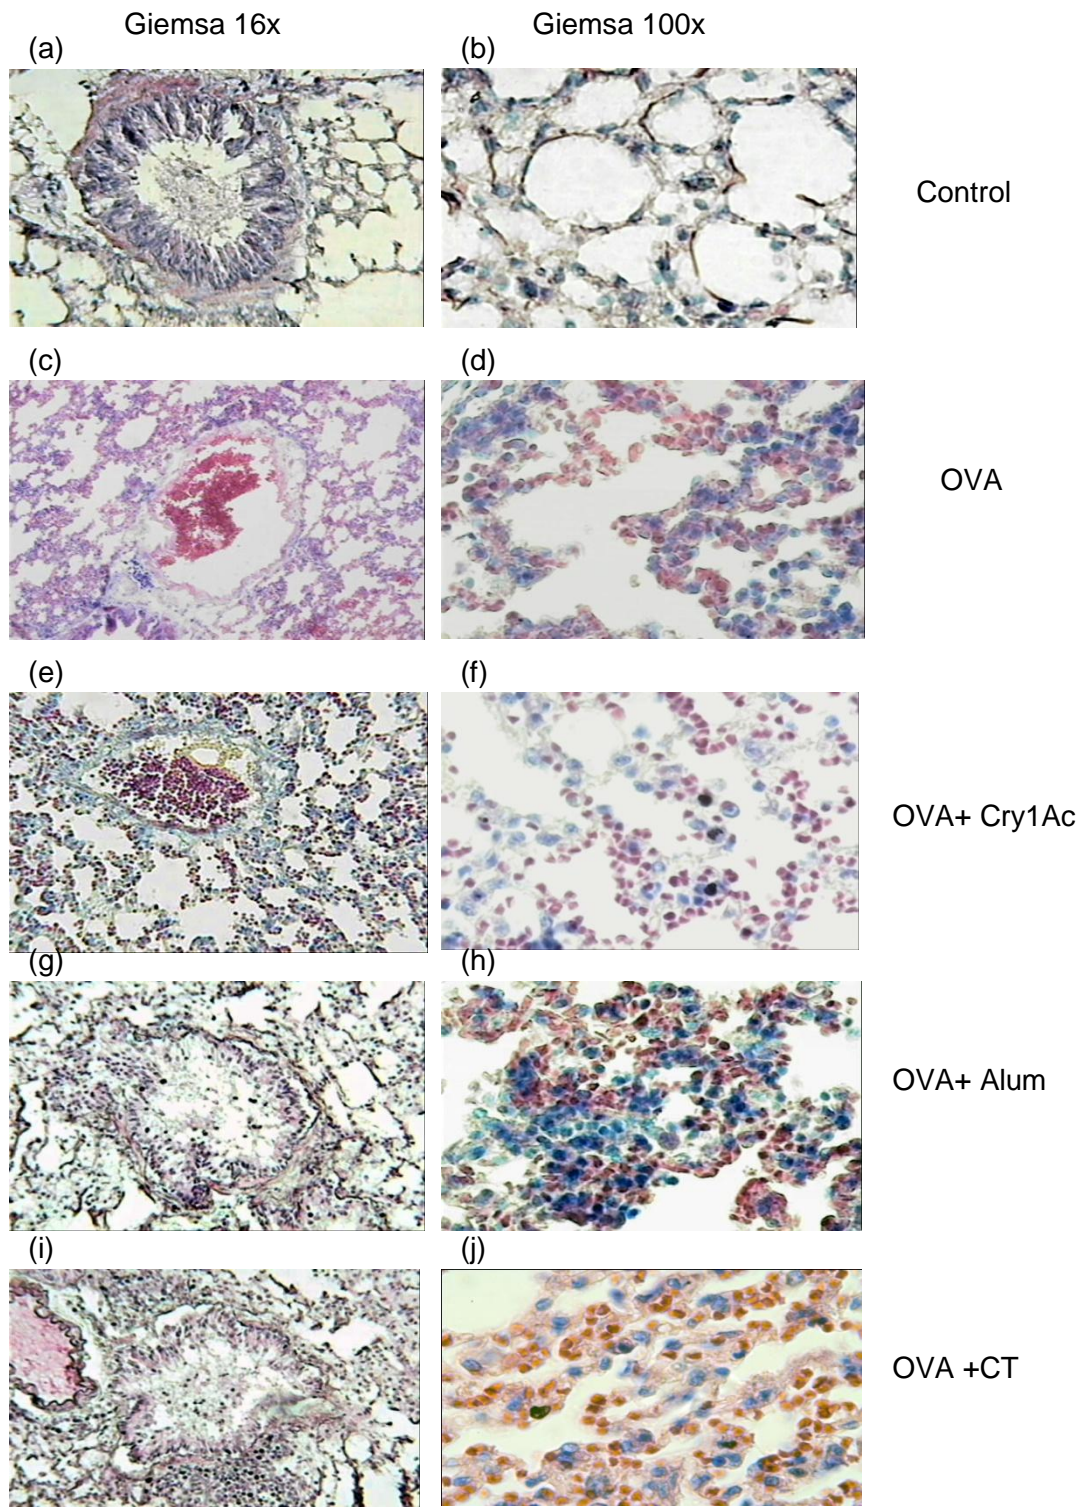 Giemsa 16x
Giemsa 100x
(a)
(b)
Control
(c)
(d)
OVA
(e)
(f)
OVA+ Cry1Ac
(g)
(h)
OVA+ Alum
(i)
(j)
OVA +CT